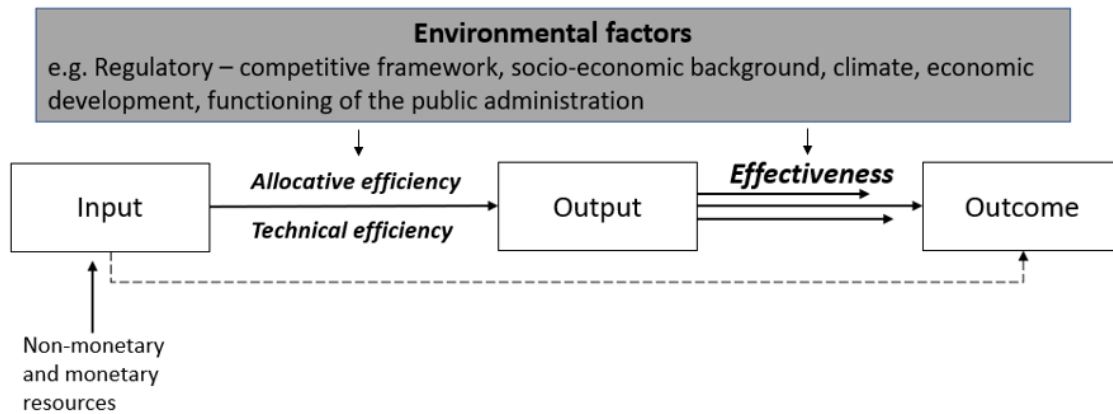 Environmental factors
e.g. Regulatory – competitive framework, socio-economic background, climate, economic
development, functioning of the public administration
Allocative efficiency
Effectiveness
Input
Output
Outcome
Technical efficiency
Non-monetary
and monetary
resources